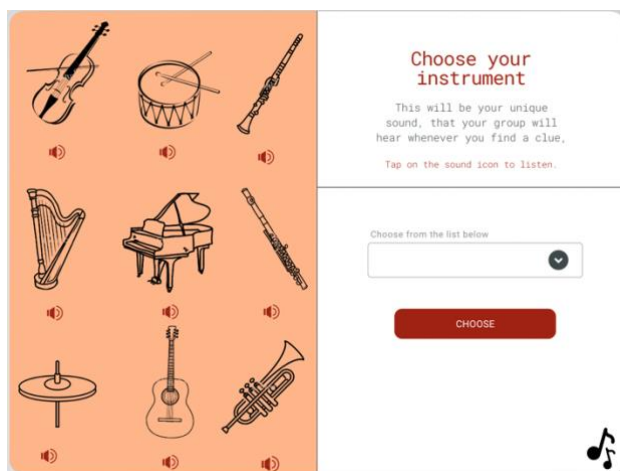 Choose your
instrument
This will be your unique
sound, that your group will
hear whenever you find a clue,
Tap on the sound icon to listen.
Choose from the list below
CHOOSE